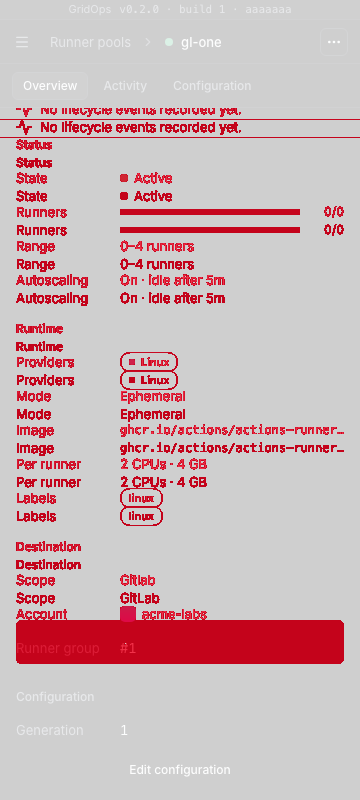 GridOps v0.2.0 · build 1 · aaaaaaa
Runner pools > gl-one
Overview Activity Configuration
No lifecycle events recorded yet.
No lifecycle events recorded yet.
Status
Status
State Active
State Active
Runners 0/0
Runners 0/0
Range 0–4 runners
Range 0–4 runners
Autoscaling On · idle after 5m
Autoscaling On · idle after 5m
Runtime
Runtime
Providers Linux
Providers Linux
Mode Ephemeral
Mode Ephemeral
Image ghcr.io/actions/actions-runner…
Image ghcr.io/actions/actions-runner…
Per runner 2 CPUs · 4 GB
Per runner 2 CPUs · 4 GB
Labels linux
Labels linux
Destination
Destination
Scope GitLab
Scope GitLab
Account acme-labs
Runner group #1
Configuration
Generation 1
Edit configuration